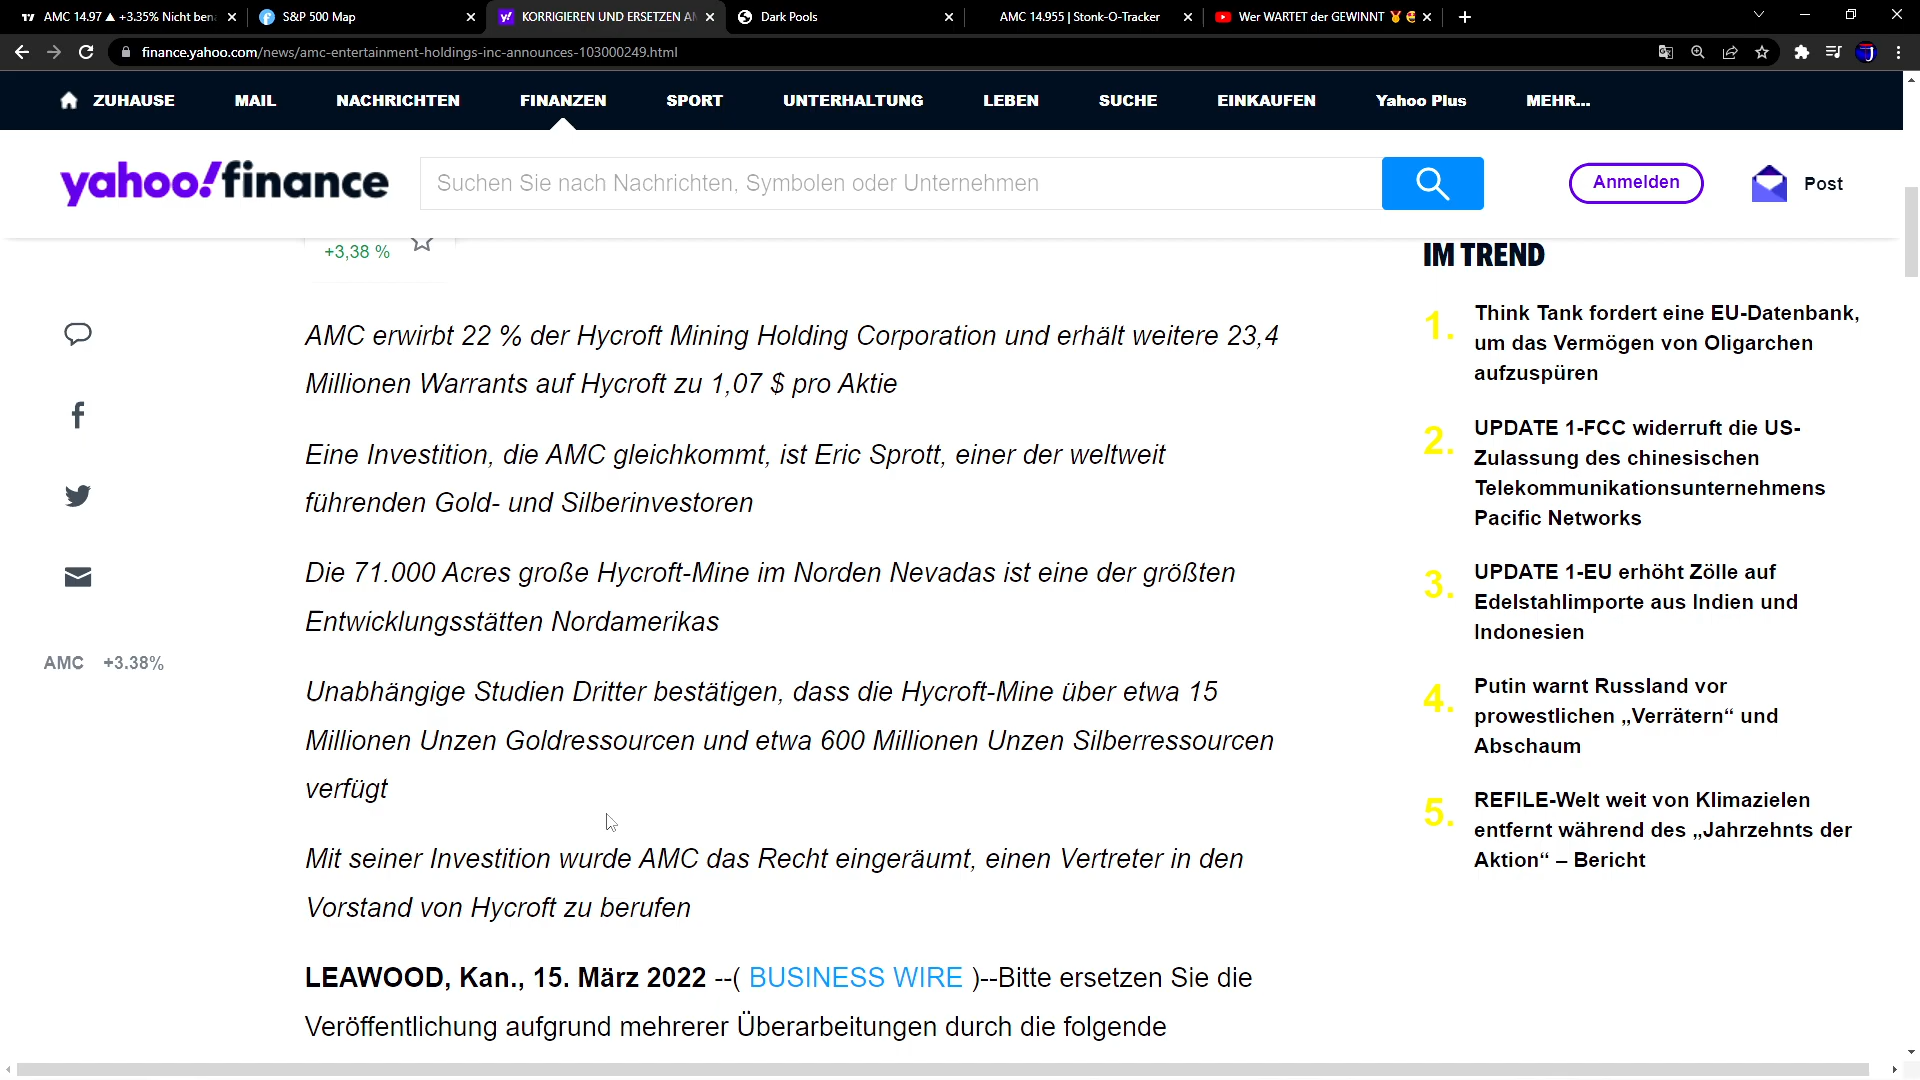 AMC 14.97 ▲ +3.35% Nicht ben
S&P 500 Map
KORRIGIEREN UND ERSETZEN AM
Dark Pools
AMC 14.955 | Stonk-O-Tracker
Wer WARTET der GEWINNT
finance.yahoo.com/news/amc-entertainment-holdings-inc-announces-103000249.html
ZUHAUSE MAIL NACHRICHTEN FINANZEN SPORT UNTERHALTUNG LEBEN SUCHE EINKAUFEN Yahoo Plus MEHR...
yahoo!finance
Suchen Sie nach Nachrichten, Symbolen oder Unternehmen
Anmelden
Post
+3,38 %
AMC erwirbt 22 % der Hycroft Mining Holding Corporation und erhält weitere 23,4
Millionen Warrants auf Hycroft zu 1,07 $ pro Aktie
Eine Investition, die AMC gleichkommt, ist Eric Sprott, einer der weltweit
führenden Gold- und Silberinvestoren
Die 71.000 Acres große Hycroft-Mine im Norden Nevadas ist eine der größten
Entwicklungsstätten Nordamerikas
AMC +3.38%
Unabhängige Studien Dritter bestätigen, dass die Hycroft-Mine über etwa 15
Millionen Unzen Goldressourcen und etwa 600 Millionen Unzen Silberressourcen
verfügt
Mit seiner Investition wurde AMC das Recht eingeräumt, einen Vertreter in den
Vorstand von Hycroft zu berufen
LEAWOOD, Kan., 15. März 2022 --( BUSINESS WIRE )--Bitte ersetzen Sie die
Veröffentlichung aufgrund mehrerer Überarbeitungen durch die folgende
IM TREND
1. Think Tank fordert eine EU-Datenbank,
um das Vermögen von Oligarchen
aufzuspüren
2. UPDATE 1-FCC widerruft die US-
Zulassung des chinesischen
Telekommunikationsunternehmens
Pacific Networks
3. UPDATE 1-EU erhöht Zölle auf
Edelstahlimporte aus Indien und
Indonesien
4. Putin warnt Russland vor
prowestlichen „Verrätern“ und
Abschaum
5. REFILE-Welt weit von Klimazielen
entfernt während des „Jahrzehnts der
Aktion“ – Bericht